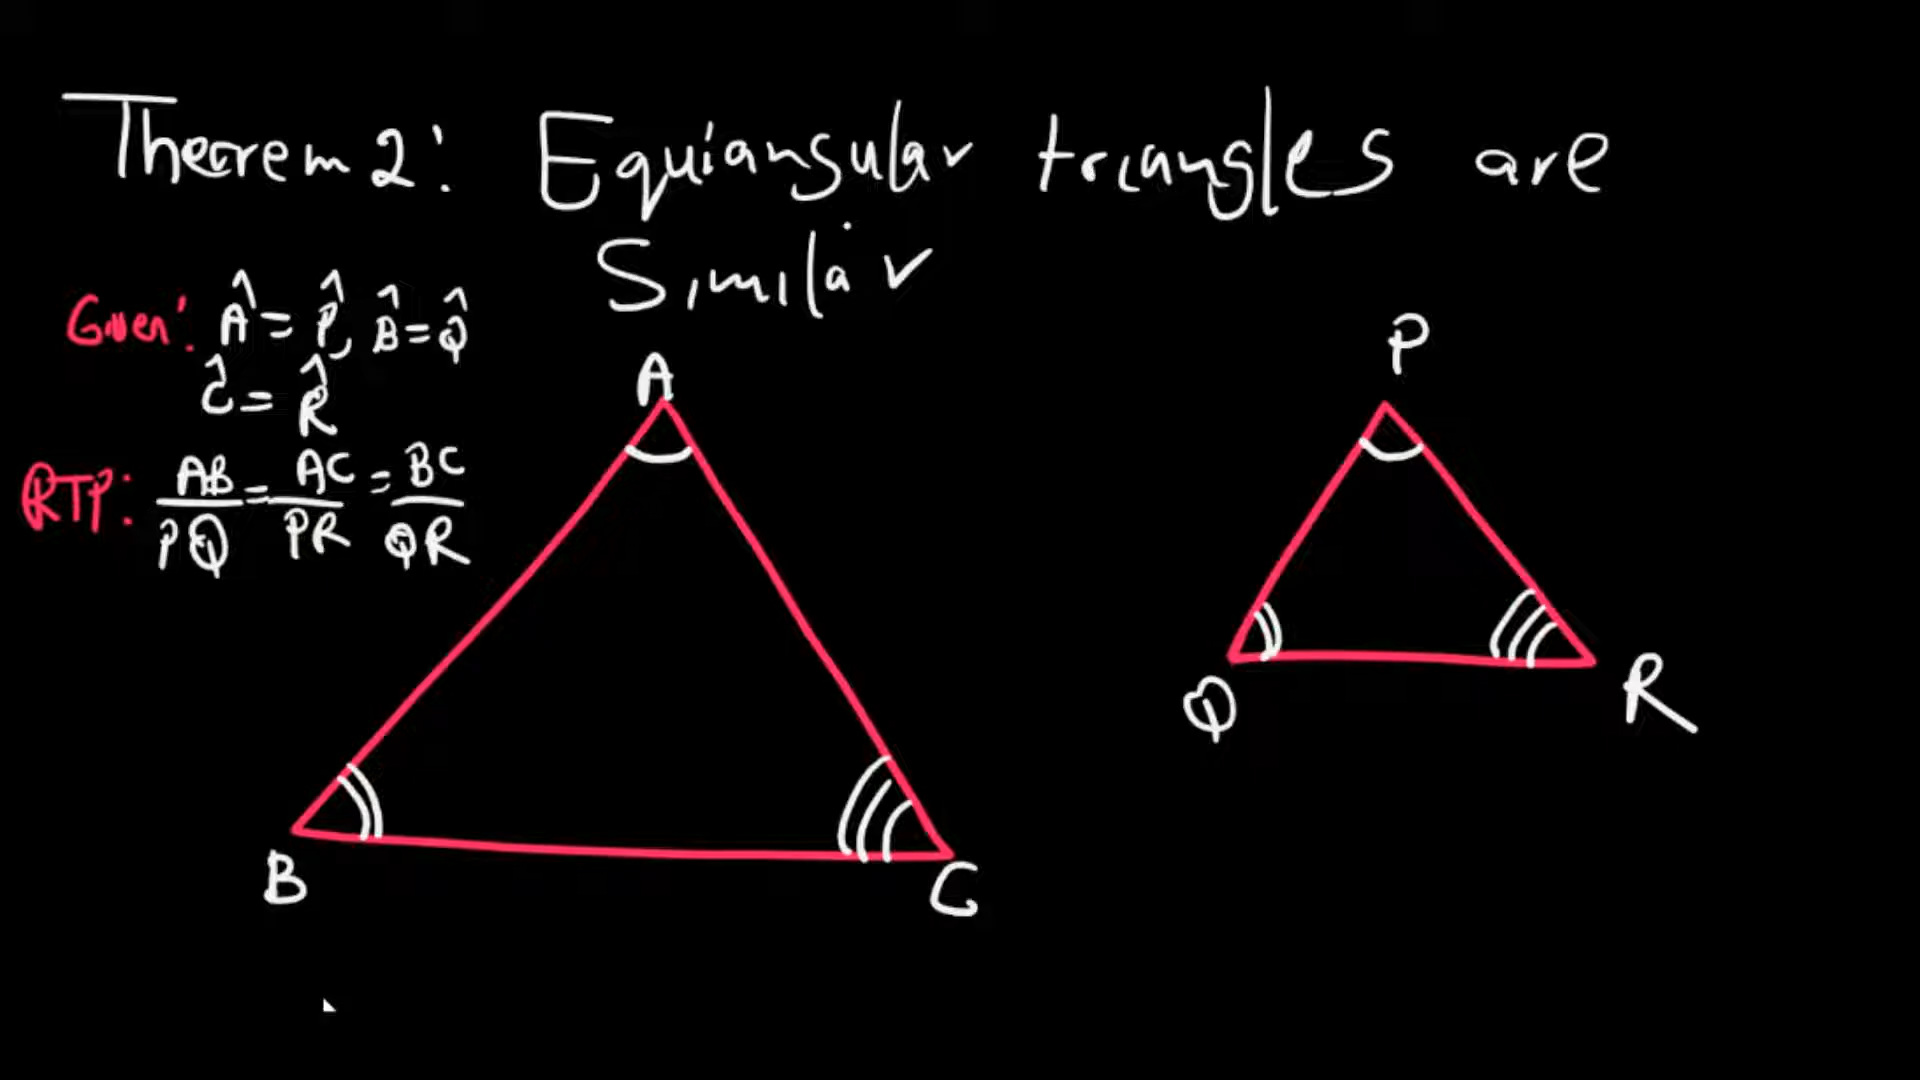 Theorem 2: Equiangular triangles are
Similar
Given: Â = P̂, B̂ = Q̂
Ĉ = R̂
RTP: AB/PQ = AC/PR = BC/QR
A
B
C
P
Q
R